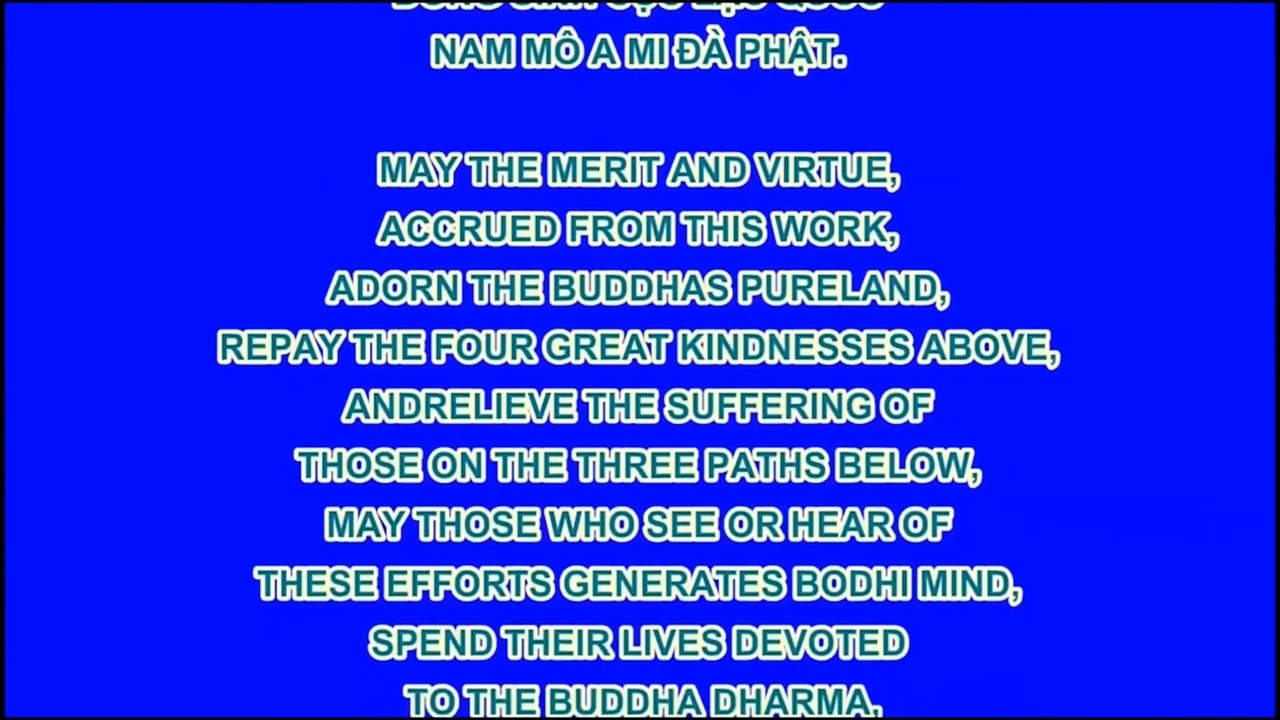 NAM MÔ A MI ĐÀ PHẬT.
MAY THE MERIT AND VIRTUE,
ACCRUED FROM THIS WORK,
ADORN THE BUDDHAS PURELAND,
REPAY THE FOUR GREAT KINDNESSES ABOVE,
ANDRELIEVE THE SUFFERING OF
THOSE ON THE THREE PATHS BELOW,
MAY THOSE WHO SEE OR HEAR OF
THESE EFFORTS GENERATES BODHI MIND,
SPEND THEIR LIVES DEVOTED
TO THE BUDDHA DHARMA,